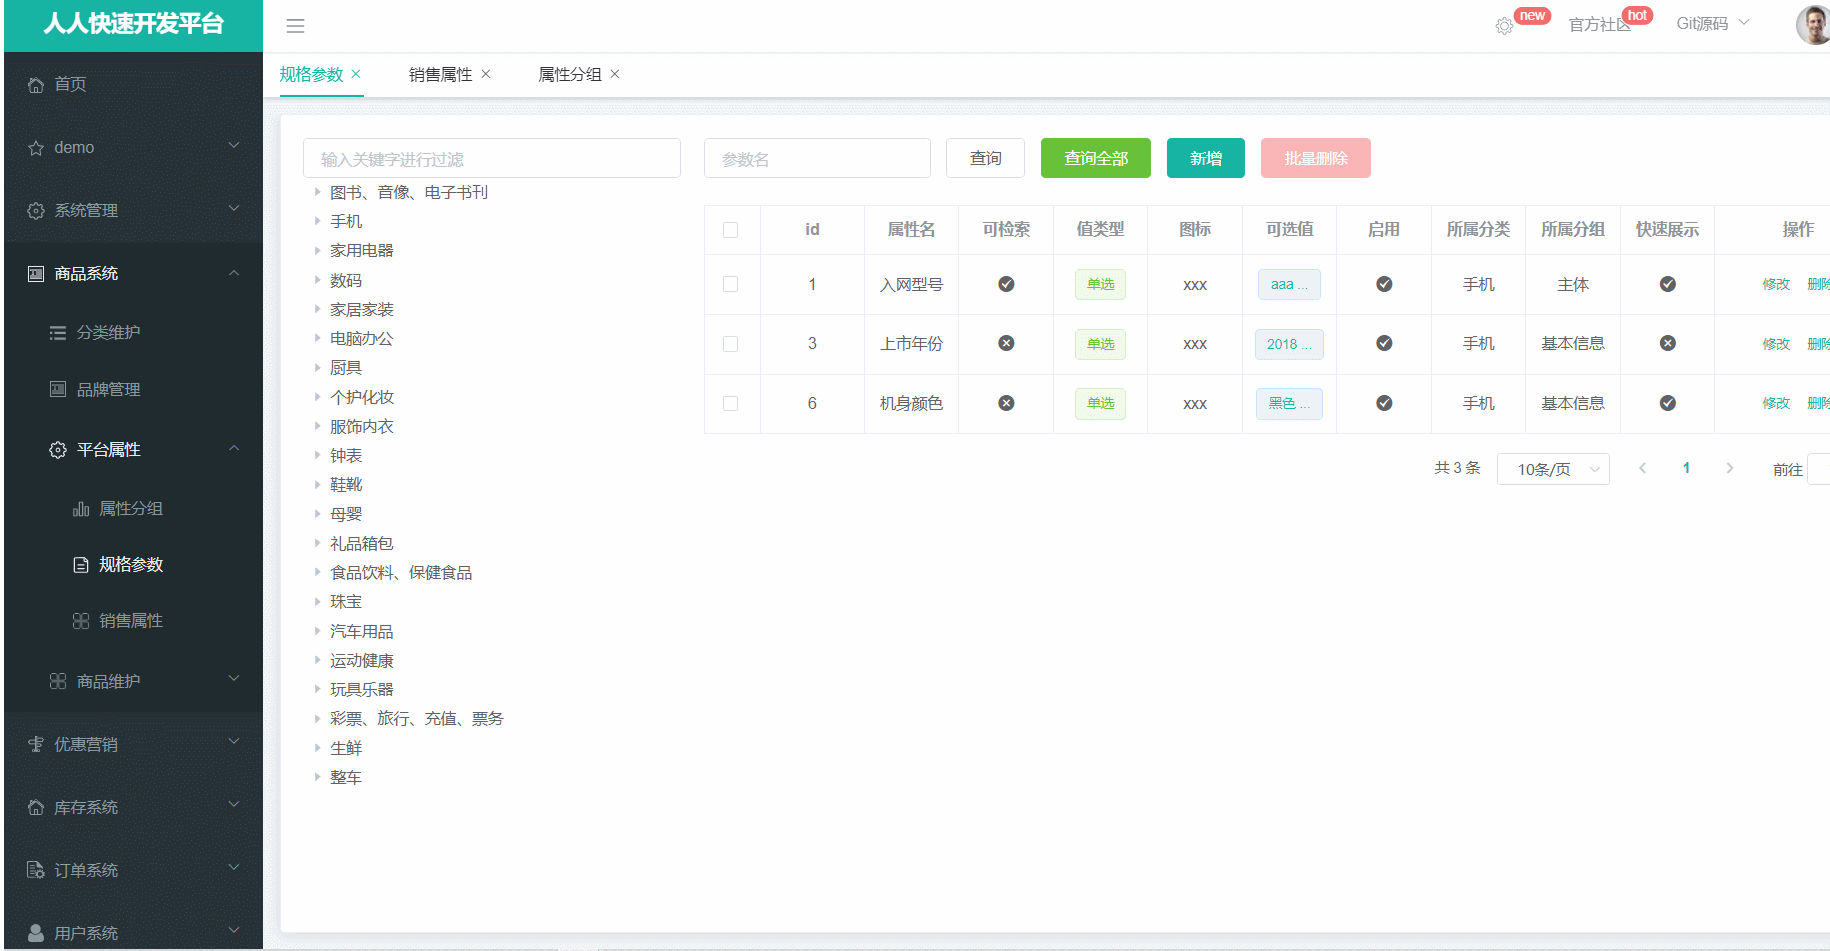 人人快速开发平台
new
官方社区
hot
Git源码
首页
demo
系统管理
商品系统
分类维护
品牌管理
平台属性
属性分组
规格参数
销售属性
商品维护
优惠营销
库存系统
订单系统
用户系统
规格参数 销售属性 属性分组
输入关键字进行过滤
图书、音像、电子书刊
手机
家用电器
数码
家居家装
电脑办公
厨具
个护化妆
服饰内衣
钟表
鞋靴
母婴
礼品箱包
食品饮料、保健食品
珠宝
汽车用品
运动健康
玩具乐器
彩票、旅行、充值、票务
生鲜
整车
参数名 查询 查询全部 新增 批量删除
id 属性名 可检索 值类型 图标 可选值 启用 所属分类 所属分组 快速展示 操作
1 入网型号 单选 xxx aaa ... 手机 主体 修改 删除
3 上市年份 单选 xxx 2018 ... 手机 基本信息 修改 删除
6 机身颜色 单选 xxx 黑色 ... 手机 基本信息 修改 删除
共 3 条 10条/页 1 前往